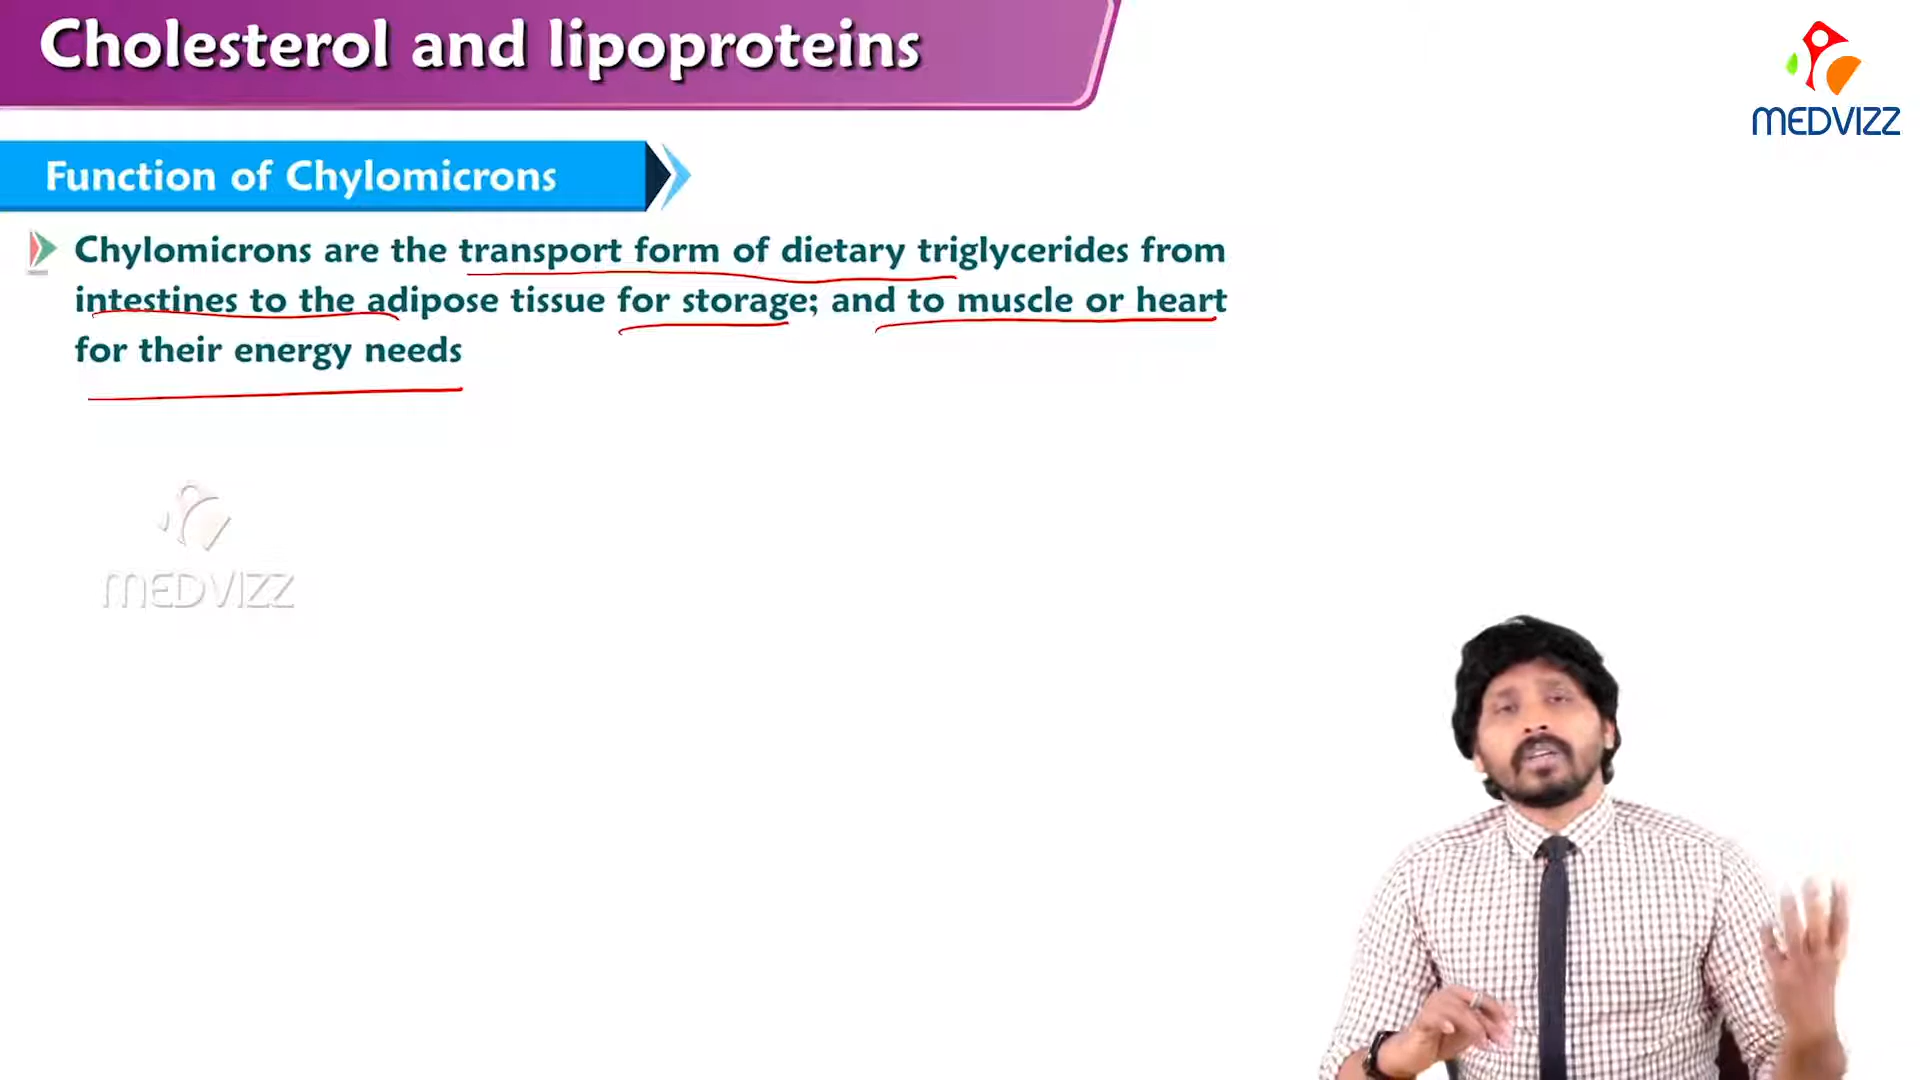 Cholesterol and lipoproteins
MEDVIZZ
Function of Chylomicrons
Chylomicrons are the transport form of dietary triglycerides from
intestines to the adipose tissue for storage; and to muscle or heart
for their energy needs
MEDVIZZ